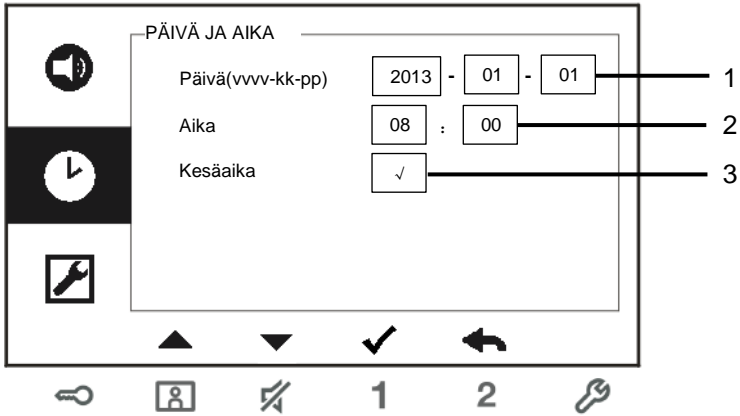 PÄIVÄ JA AIKA
Päivä(vvvv-kk-pp) 2013 - 01 - 01 1
Aika 08 : 00 2
Kesäaika √ 3
1 2